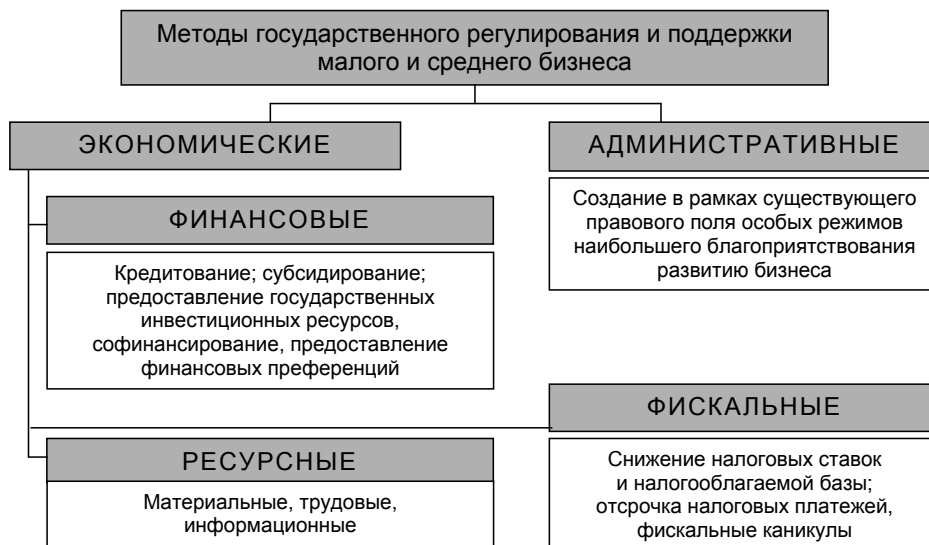 Методы государственного регулирования и поддержки
малого и среднего бизнеса
ЭКОНОМИЧЕСКИЕ
АДМИНИСТРАТИВНЫЕ
Создание в рамках существующего
правового поля особых режимов
наибольшего благоприятствования
развитию бизнеса
ФИНАНСОВЫЕ
Кредитование; субсидирование;
предоставление государственных
инвестиционных ресурсов,
софинансирование, предоставление
финансовых преференций
ФИСКАЛЬНЫЕ
Снижение налоговых ставок
и налогооблагаемой базы;
отсрочка налоговых платежей,
фискальные каникулы
РЕСУРСНЫЕ
Материальные, трудовые,
информационные